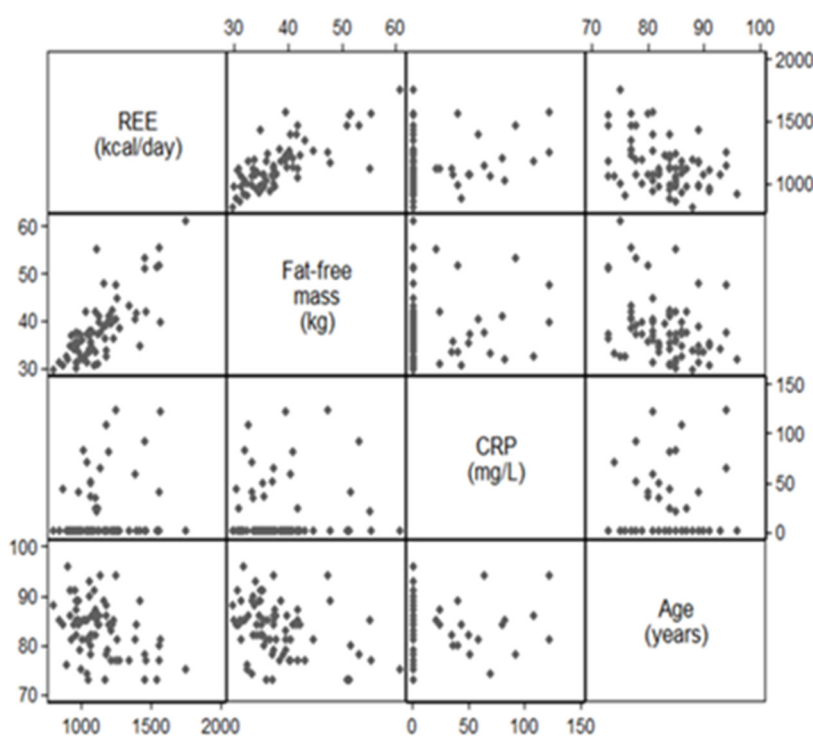 30 40 50 60 70 80 90 100
REE
(kcal/day)
2000
1500
1000
60
50
40
30
Fat-free
mass
(kg)
CRP
(mg/L)
150
100
50
0
100
90
80
70
Age
(years)
1000 1500 2000 0 50 100 150